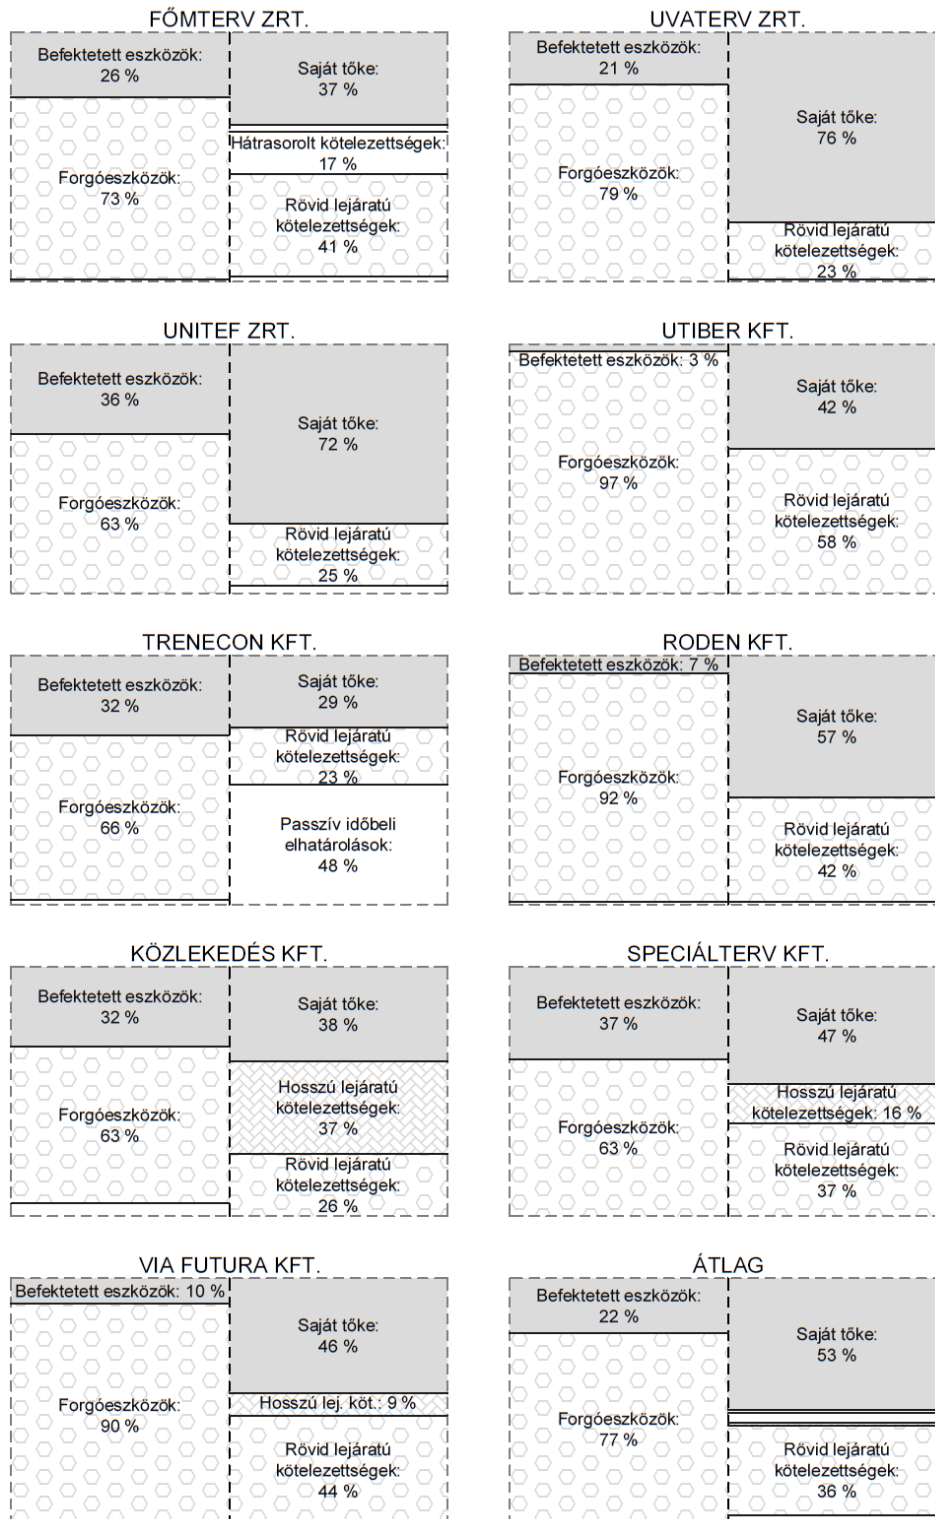 FŐMTERV ZRT.
Befektetett eszközök:
26 %
Forgóeszközök:
73 %
Saját tőke:
37 %
Hátrasorolt kötelezettségek:
17 %
Rövid lejáratú
kötelezettségek:
41 %
UVATERV ZRT.
Befektetett eszközök:
21 %
Forgóeszközök:
79 %
Saját tőke:
76 %
Rövid lejáratú
kötelezettségek:
23 %
UNITEF ZRT.
Befektetett eszközök:
36 %
Forgóeszközök:
63 %
Saját tőke:
72 %
Rövid lejáratú
kötelezettségek:
25 %
UTIBER KFT.
Befektetett eszközök: 3 %
Forgóeszközök:
97 %
Saját tőke:
42 %
Rövid lejáratú
kötelezettségek:
58 %
TRENECON KFT.
Befektetett eszközök:
32 %
Forgóeszközök:
66 %
Saját tőke:
29 %
Rövid lejáratú
kötelezettségek:
23 %
Passzív időbeli
elhatárolások:
48 %
RODEN KFT.
Befektetett eszközök: 7 %
Forgóeszközök:
92 %
Saját tőke:
57 %
Rövid lejáratú
kötelezettségek:
42 %
KÖZLEKEDÉS KFT.
Befektetett eszközök:
32 %
Forgóeszközök:
63 %
Saját tőke:
38 %
Hosszú lejáratú
kötelezettségek:
37 %
Rövid lejáratú
kötelezettségek:
26 %
SPECIÁLTERV KFT.
Befektetett eszközök:
37 %
Forgóeszközök:
63 %
Saját tőke:
47 %
Hosszú lejáratú
kötelezettségek: 16 %
Rövid lejáratú
kötelezettségek:
37 %
VIA FUTURA KFT.
Befektetett eszközök: 10 %
Forgóeszközök:
90 %
Saját tőke:
46 %
Hosszú lej. köt.: 9 %
Rövid lejáratú
kötelezettségek:
44 %
ÁTLAG
Befektetett eszközök:
22 %
Forgóeszközök:
77 %
Saját tőke:
53 %
Rövid lejáratú
kötelezettségek:
36 %